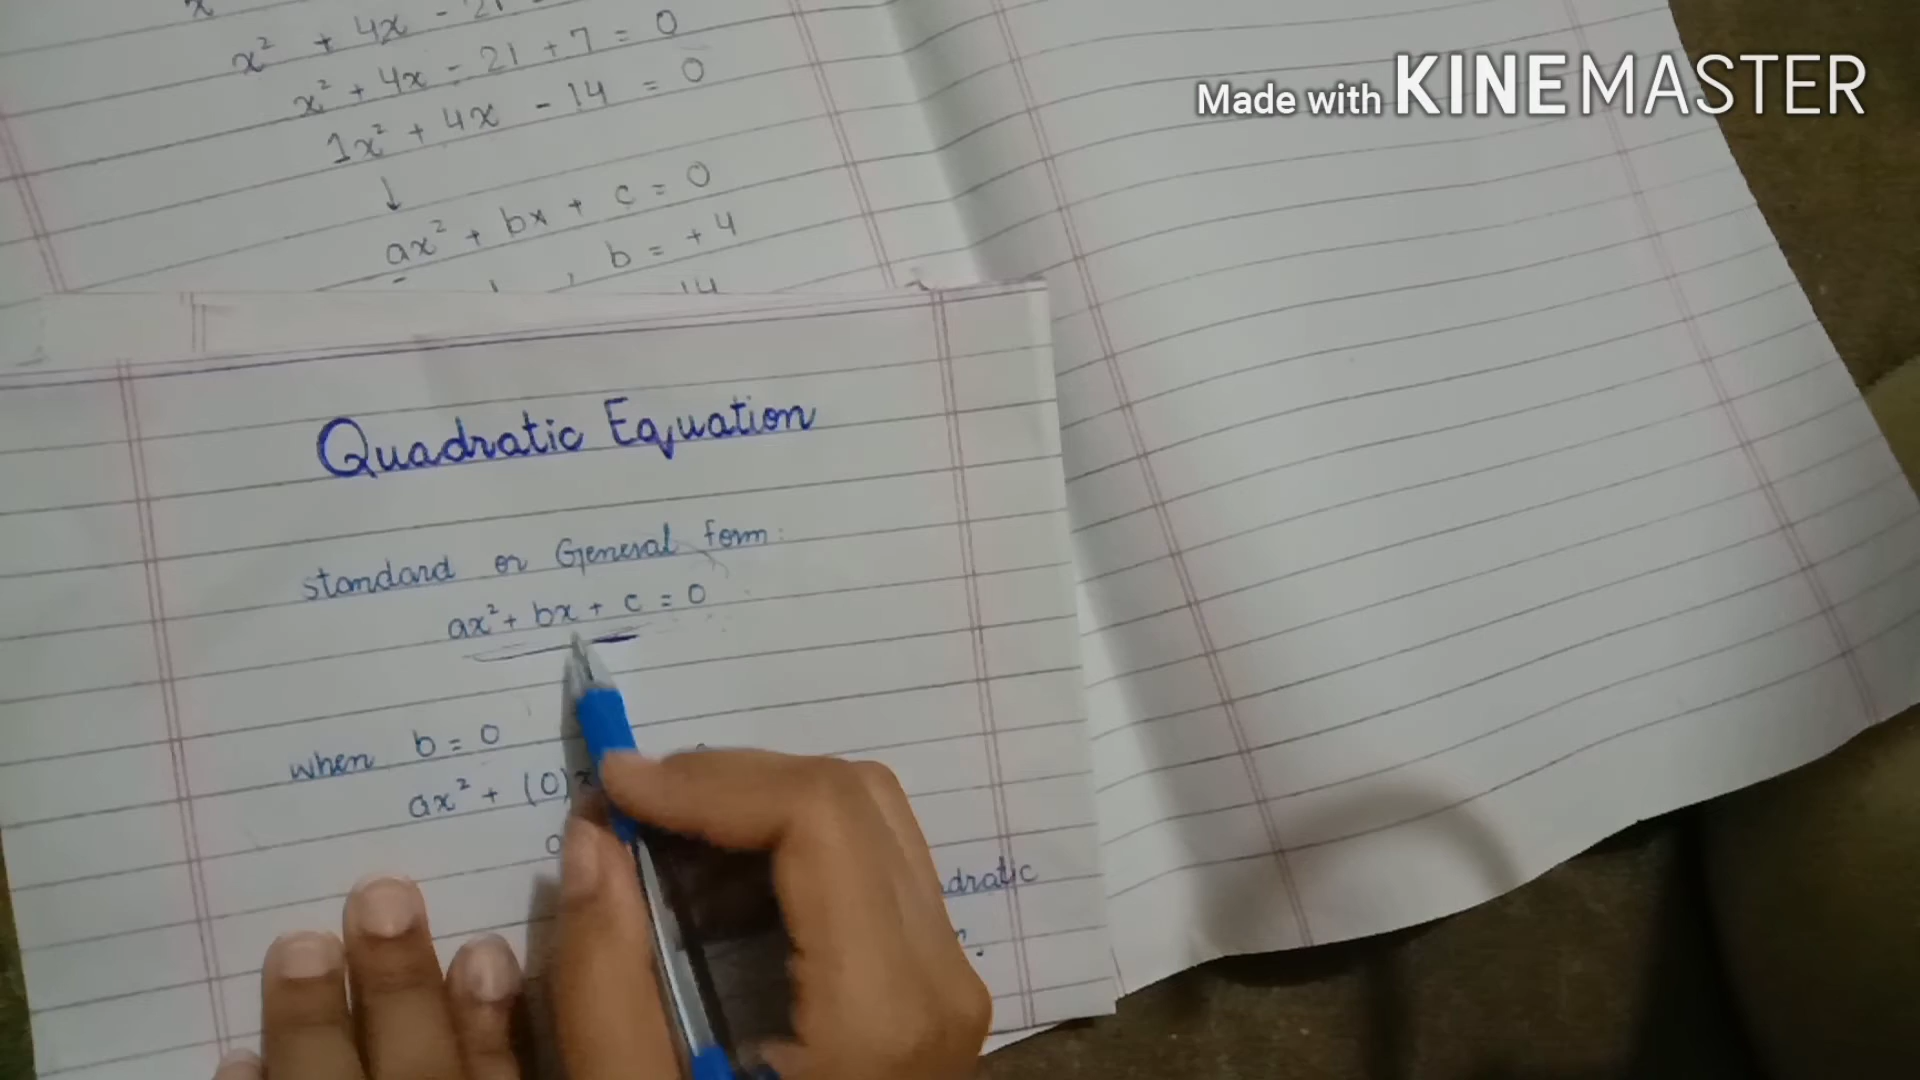 x² + 4x - 21
x² + 4x - 21 + 7 = 0
1x² + 4x - 14 = 0
↓
ax² + bx + c = 0
, b = + 4
14
Made with KINEMASTER
Quadratic Equation
standard or General form:
ax² + bx + c = 0
when b = 0
ax² + (0)x
dratic